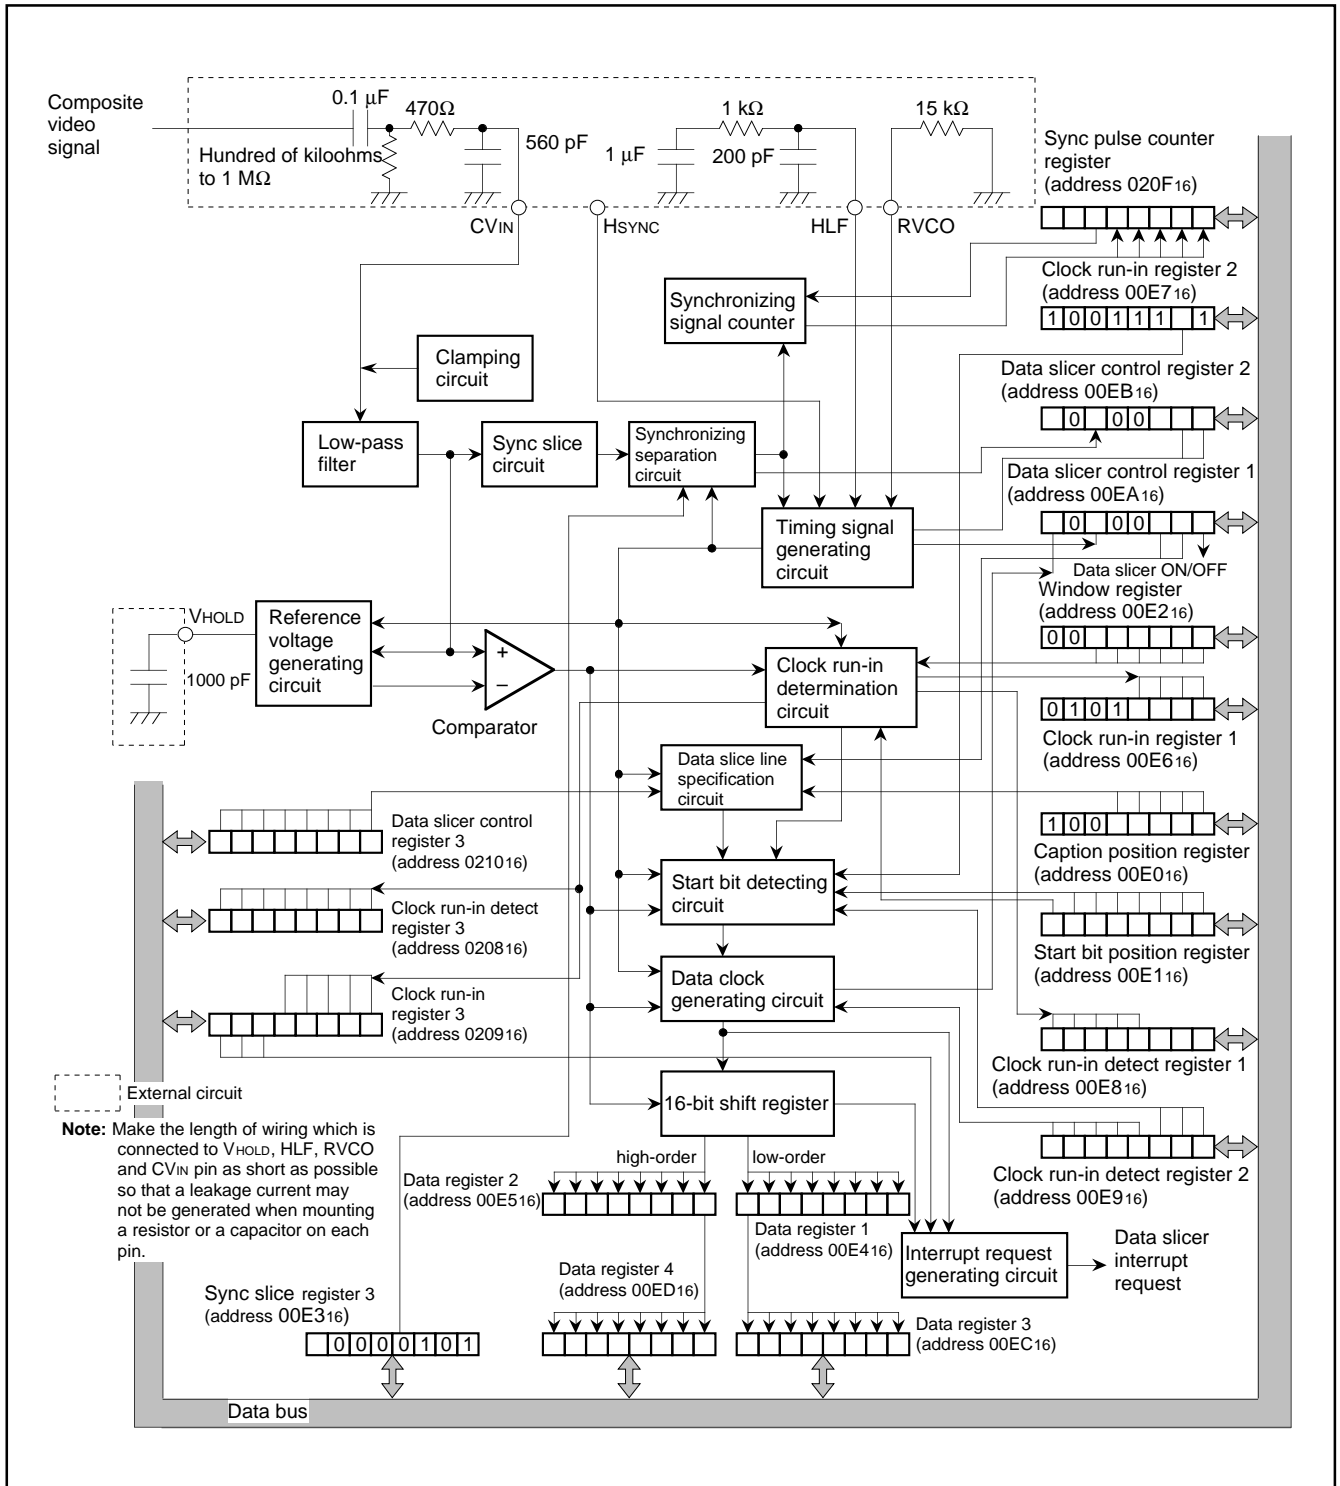 Composite
video
signal
0.1 μF
470Ω
560 pF
Hundred of kiloohms
to 1 MΩ
1 kΩ
1 μF
200 pF
15 kΩ
CVIN
HSYNC
HLF
RVCO
Sync pulse counter
register
(address 020F16)
Synchronizing
signal counter
Clock run-in register 2
(address 00E716)
1 0 0 1 1 1 1
Clamping
circuit
Data slicer control register 2
(address 00EB16)
0 0 0
Low-pass
filter
Sync slice
circuit
Synchronizing
separation
circuit
Data slicer control register 1
(address 00EA16)
0 0 0
Timing signal
generating
circuit
Data slicer ON/OFF
Window register
(address 00E216)
0 0
VHOLD
1000 pF
Reference
voltage
generating
circuit
+
−
Comparator
Clock run-in
determination
circuit
0 1 0 1
Clock run-in register 1
(address 00E616)
Data slice line
specification
circuit
Data slicer control
register 3
(address 021016)
1 0 0
Caption position register
(address 00E016)
Start bit detecting
circuit
Clock run-in detect
register 3
(address 020816)
Start bit position register
(address 00E116)
Data clock
generating circuit
Clock run-in
register 3
(address 020916)
Clock run-in detect register 1
(address 00E816)
External circuit
16-bit shift register
Note: Make the length of wiring which is
connected to VHOLD, HLF, RVCO
and CVIN pin as short as possible
so that a leakage current may
not be generated when mounting
a resistor or a capacitor on each
pin.
high-order
low-order
Clock run-in detect register 2
(address 00E916)
Data register 2
(address 00E516)
Data register 1
(address 00E416)
Interrupt request
generating circuit
Data slicer
interrupt
request
Data register 4
(address 00ED16)
Sync slice register 3
(address 00E316)
0 0 0 0 1 0 1
Data register 3
(address 00EC16)
Data bus